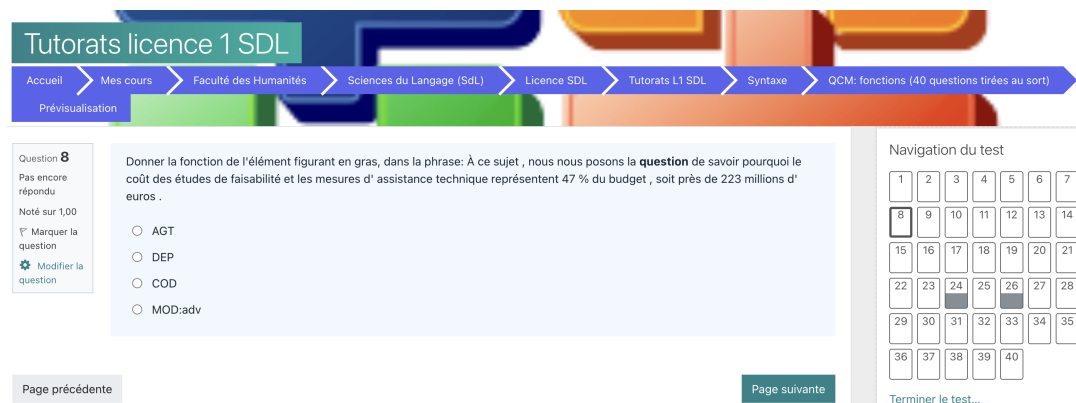 Tutorats licence 1 SDL
Accueil
Mes cours
Faculté des Humanités
Sciences du Langage (SdL)
Licence SDL
Tutorats L1 SDL
Syntaxe
QCM: fonctions (40 questions tirées au sort)
Prévisualisation
Question 8
Pas encore
répondu
Noté sur 1,00
Marquer la
question
Modifier la
question
Donner la fonction de l'élément figurant en gras, dans la phrase: À ce sujet , nous nous posons la question de savoir pourquoi le
coût des études de faisabilité et les mesures d' assistance technique représentent 47 % du budget , soit près de 223 millions d'
euros .
AGT
DEP
COD
MOD:adv
Page précédente
Page suivante
Navigation du test
1 2 3 4 5 6 7
8 9 10 11 12 13 14
15 16 17 18 19 20 21
22 23 24 25 26 27 28
29 30 31 32 33 34 35
36 37 38 39 40
Terminer le test...